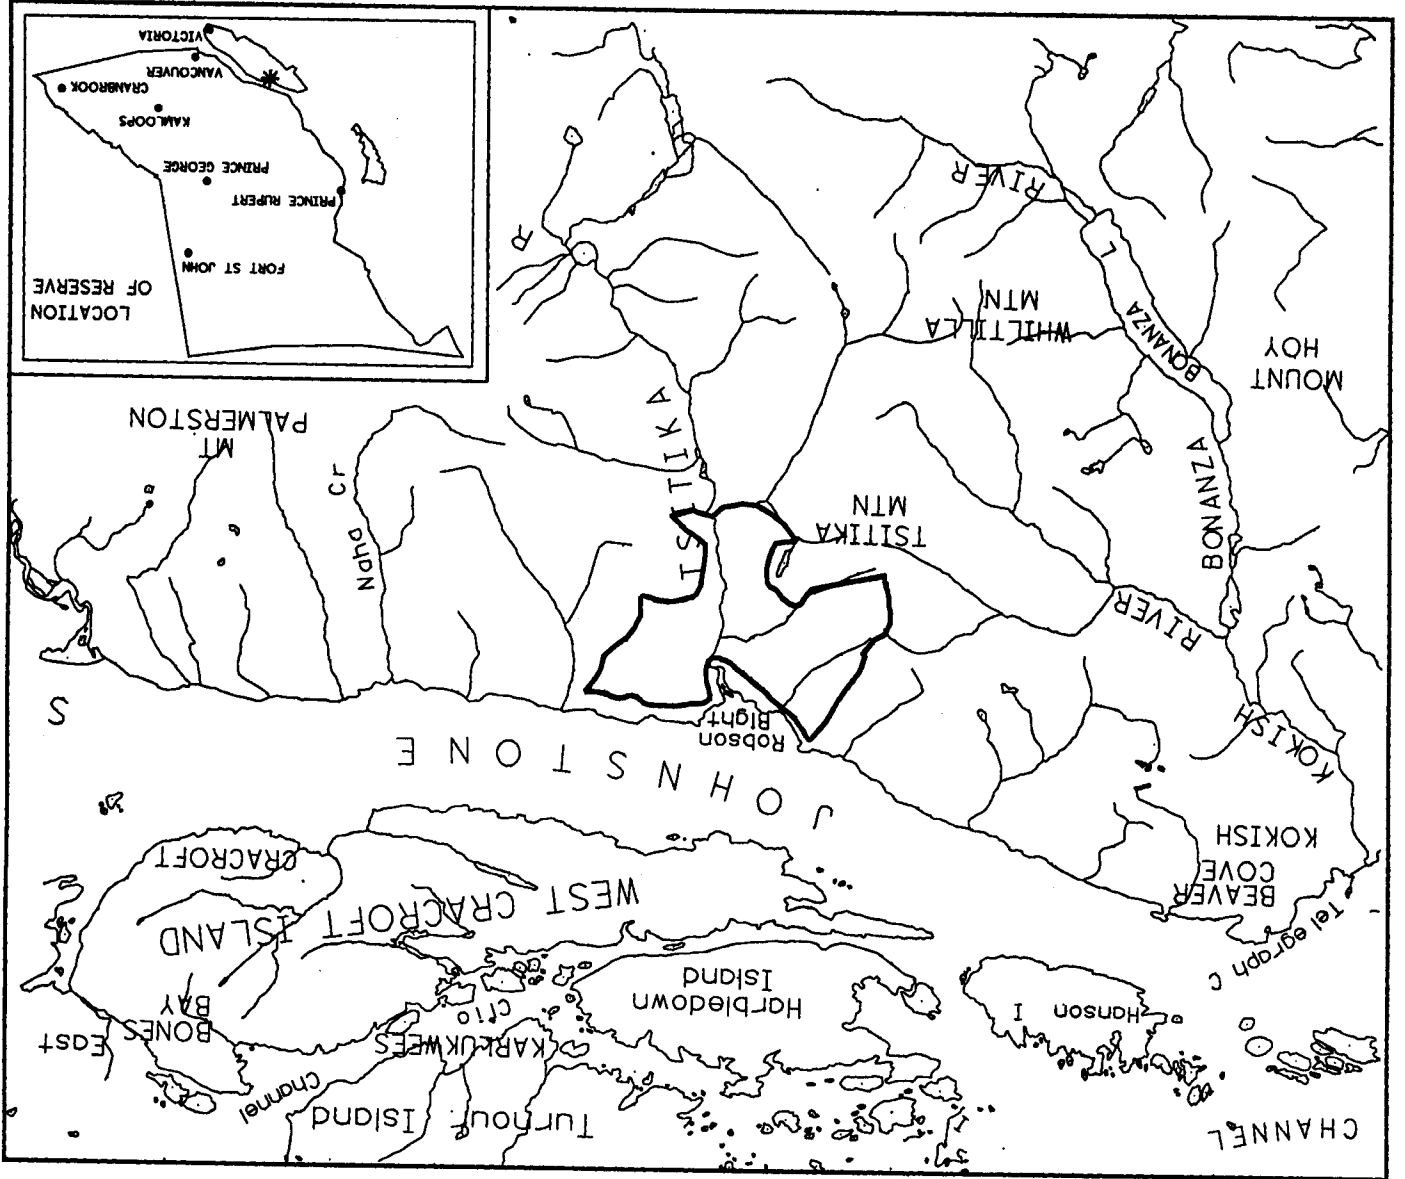 CHANNEL
Turnour Island
Channel
East
BONES
BAY
KARLUKWEES
Clio
Harbledown
Island
Hanson I
Telegraph C
WEST CRACROFT ISLAND
CRACROFT
BEAVER
COVE
KOKISH
JOHNSTONE
S
Robson
Bight
KOKISH
RIVER
BONANZA
TSITIKA
MTN
TSITIKA
R
Naha Cr
MT
PALMERSTON
MOUNT
HOY
BONANZA
L
WHILTILLA
MTN
RIVER
LOCATION
OF RESERVE
FORT ST JOHN
PRINCE RUPERT
PRINCE GEORGE
KAMLOOPS
CRANBROOK
VANCOUVER
VICTORIA